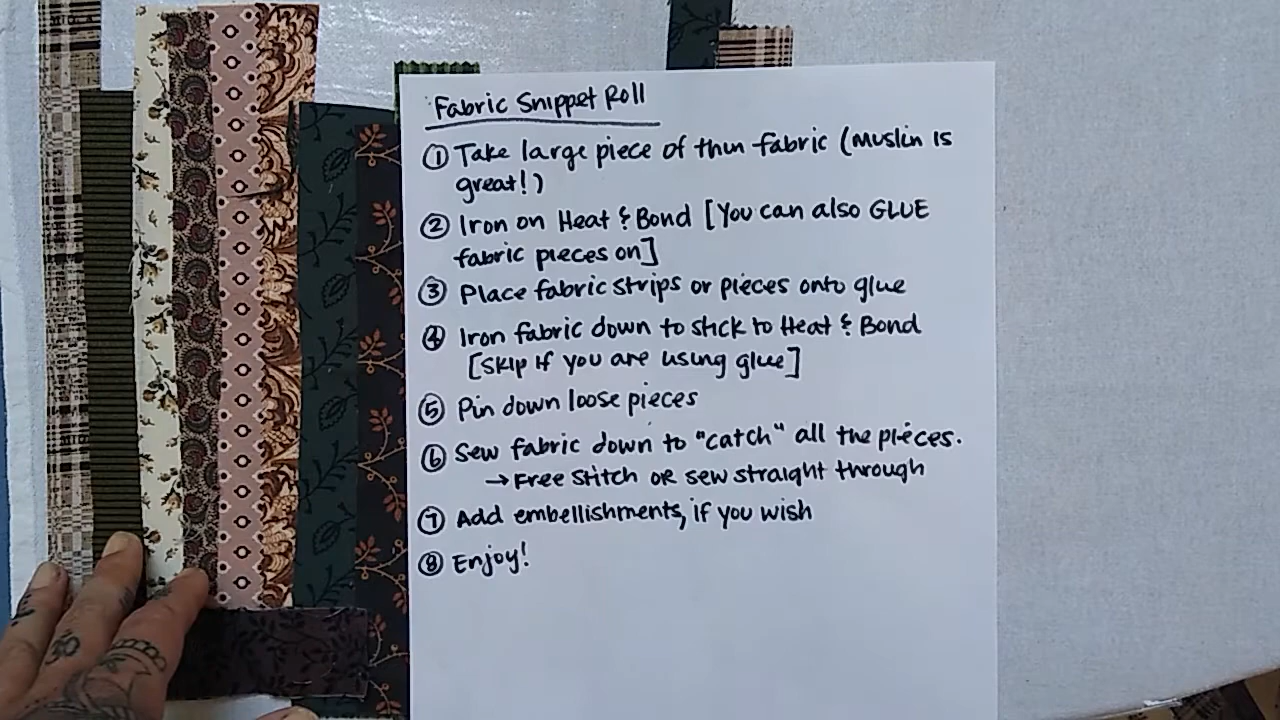 Fabric Snippet Roll
① Take large piece of thin fabric (Muslin is
great!)
② Iron on Heat & Bond [You can also GLUE
fabric pieces on]
③ Place fabric strips or pieces onto glue
④ Iron fabric down to stick to Heat & Bond
[Skip if you are using glue]
⑤ Pin down loose pieces
⑥ Sew fabric down to "catch" all the pieces.
→ Free stitch OR sew straight through
⑦ Add embellishments, if you wish
⑧ Enjoy!